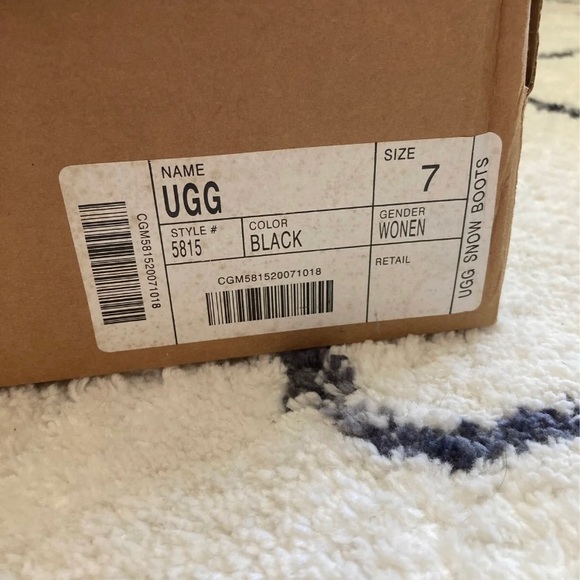 NAME
UGG
SIZE
7
STYLE #
5815
COLOR
BLACK
GENDER
WONEN
CGM581520071018
RETAIL
CGM581520071018
UGG SNOW BOOTS